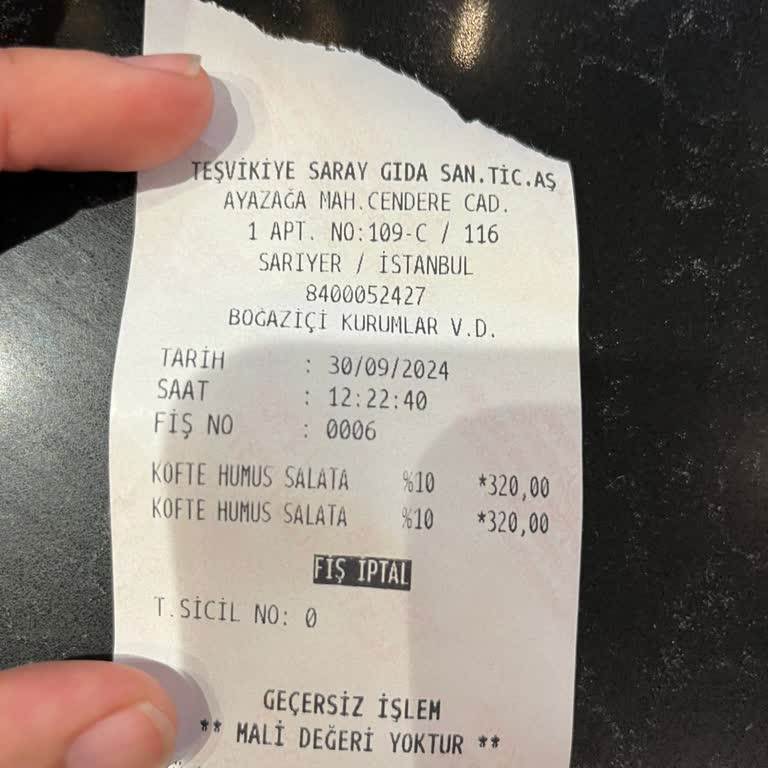 TEŞVİKİYE SARAY GIDA SAN.TİC.AŞ
AYAZAĞA MAH.CENDERE CAD.
1 APT. NO:109-C / 116
SARIYER / İSTANBUL
8400052427
BOĞAZİÇİ KURUMLAR V.D.
TARİH : 30/09/2024
SAAT : 12:22:40
FİŞ NO : 0006
KOFTE HUMUS SALATA %10 *320,00
KOFTE HUMUS SALATA %10 *320,00
FİŞ İPTAL
T.SİCİL NO: 0
GEÇERSİZ İŞLEM
** MALİ DEĞERİ YOKTUR **